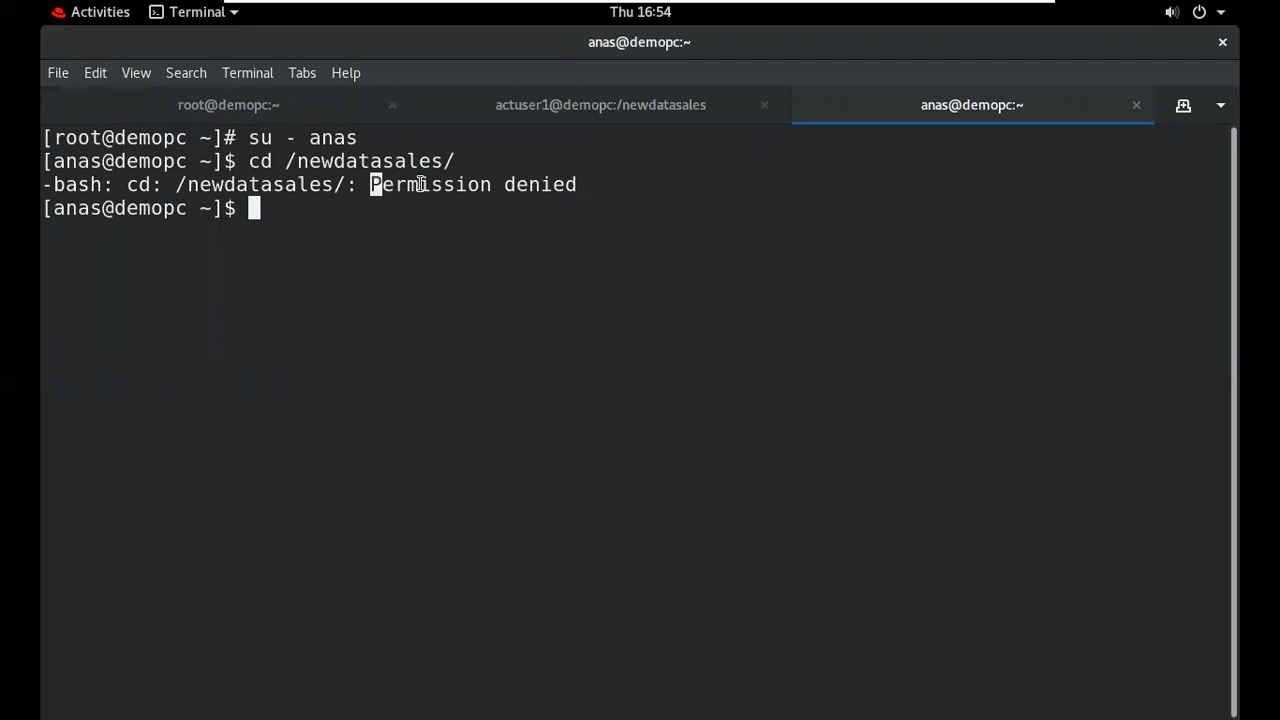 Activities Terminal Thu 16:54
anas@demopc:~
File Edit View Search Terminal Tabs Help
root@demopc:~ actuser1@demopc:/newdatasales anas@demopc:~
[root@demopc ~]# su - anas
[anas@demopc ~]$ cd /newdatasales/
-bash: cd: /newdatasales/: Permission denied
[anas@demopc ~]$